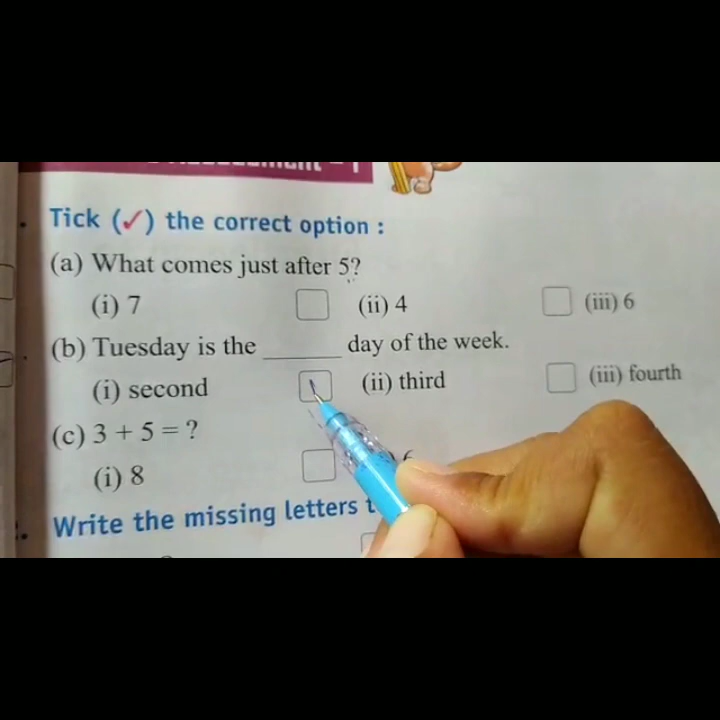 Tick (✓) the correct option :
(a) What comes just after 5?
(i) 7 (ii) 4 (iii) 6
(b) Tuesday is the ______ day of the week.
(i) second (ii) third (iii) fourth
(c) 3 + 5 = ?
(i) 8
Write the missing letters